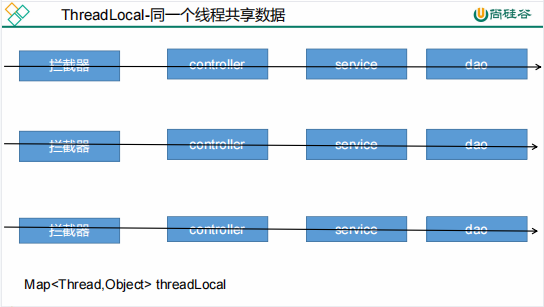 ThreadLocal-同一个线程共享数据
尚硅谷
拦截器 controller service dao
拦截器 controller service dao
拦截器 controller service dao
Map<Thread,Object> threadLocal